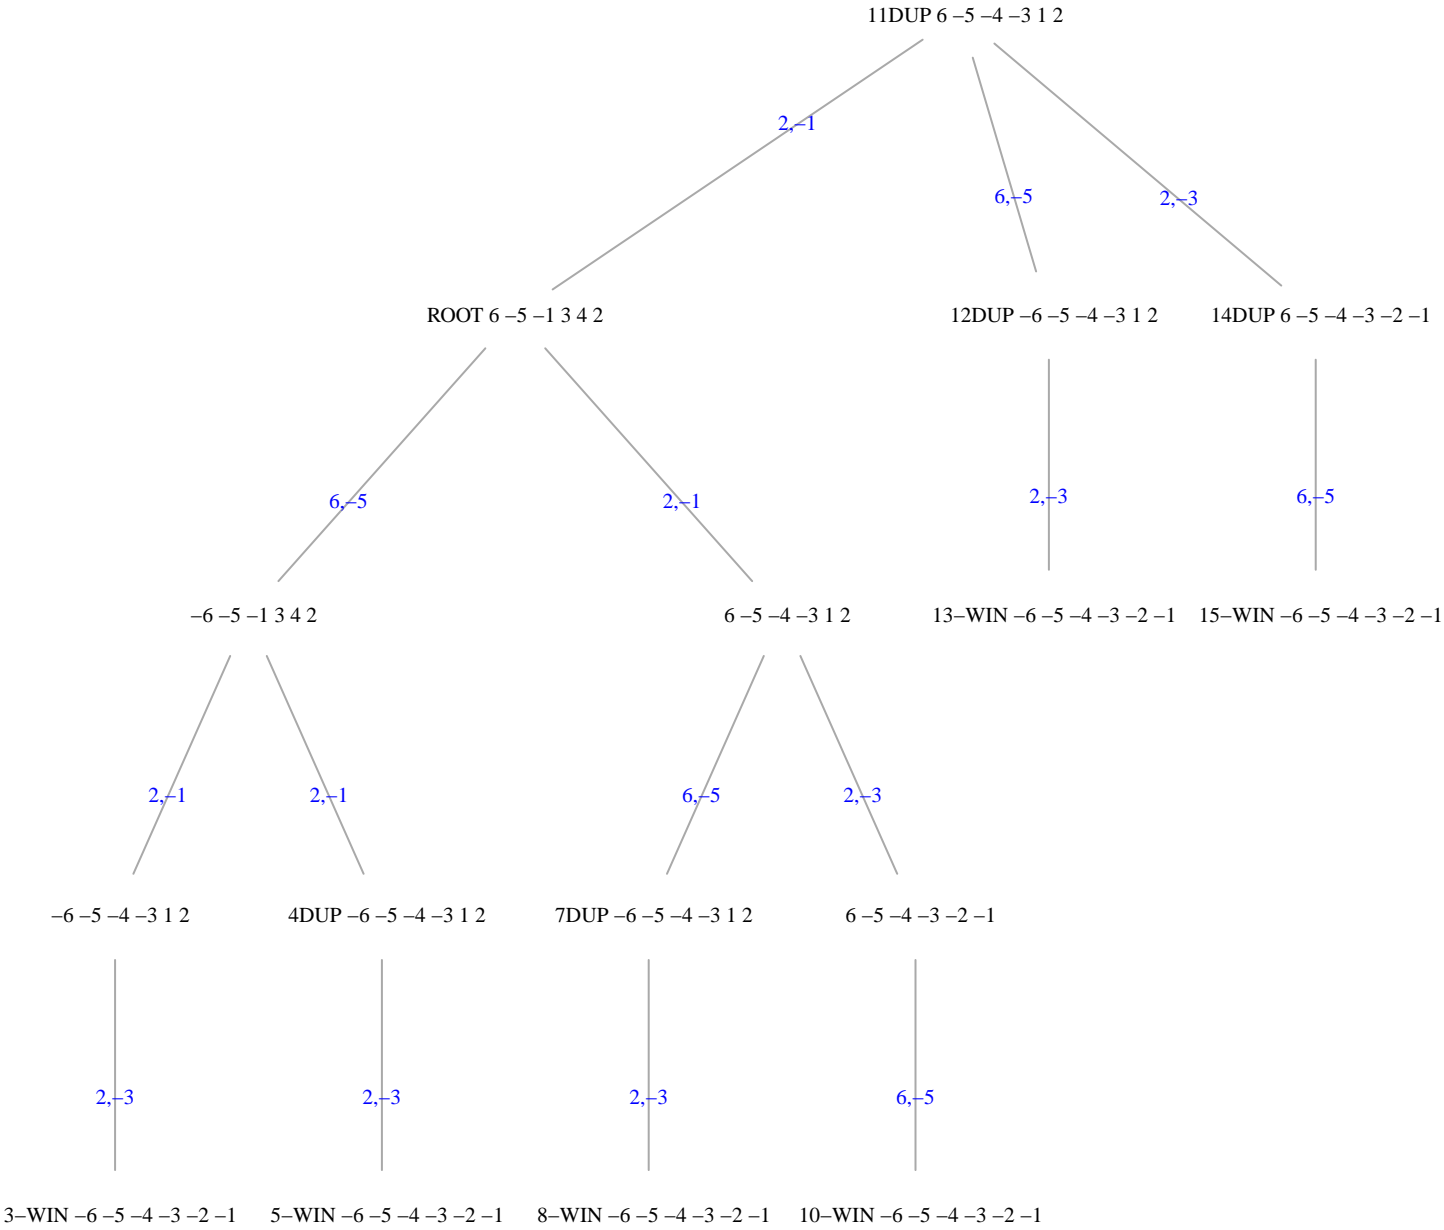 11DUP 6 –5 –4 –3 1 2
2,–1
6,–5
2,–3
ROOT 6 –5 –1 3 4 2
12DUP –6 –5 –4 –3 1 2
14DUP 6 –5 –4 –3 –2 –1
6,–5
2,–1
2,–3
6,–5
–6 –5 –1 3 4 2
6 –5 –4 –3 1 2
13–WIN –6 –5 –4 –3 –2 –1
15–WIN –6 –5 –4 –3 –2 –1
2,–1
2,–1
6,–5
2,–3
–6 –5 –4 –3 1 2
4DUP –6 –5 –4 –3 1 2
7DUP –6 –5 –4 –3 1 2
6 –5 –4 –3 –2 –1
2,–3
2,–3
2,–3
6,–5
3–WIN –6 –5 –4 –3 –2 –1
5–WIN –6 –5 –4 –3 –2 –1
8–WIN –6 –5 –4 –3 –2 –1
10–WIN –6 –5 –4 –3 –2 –1